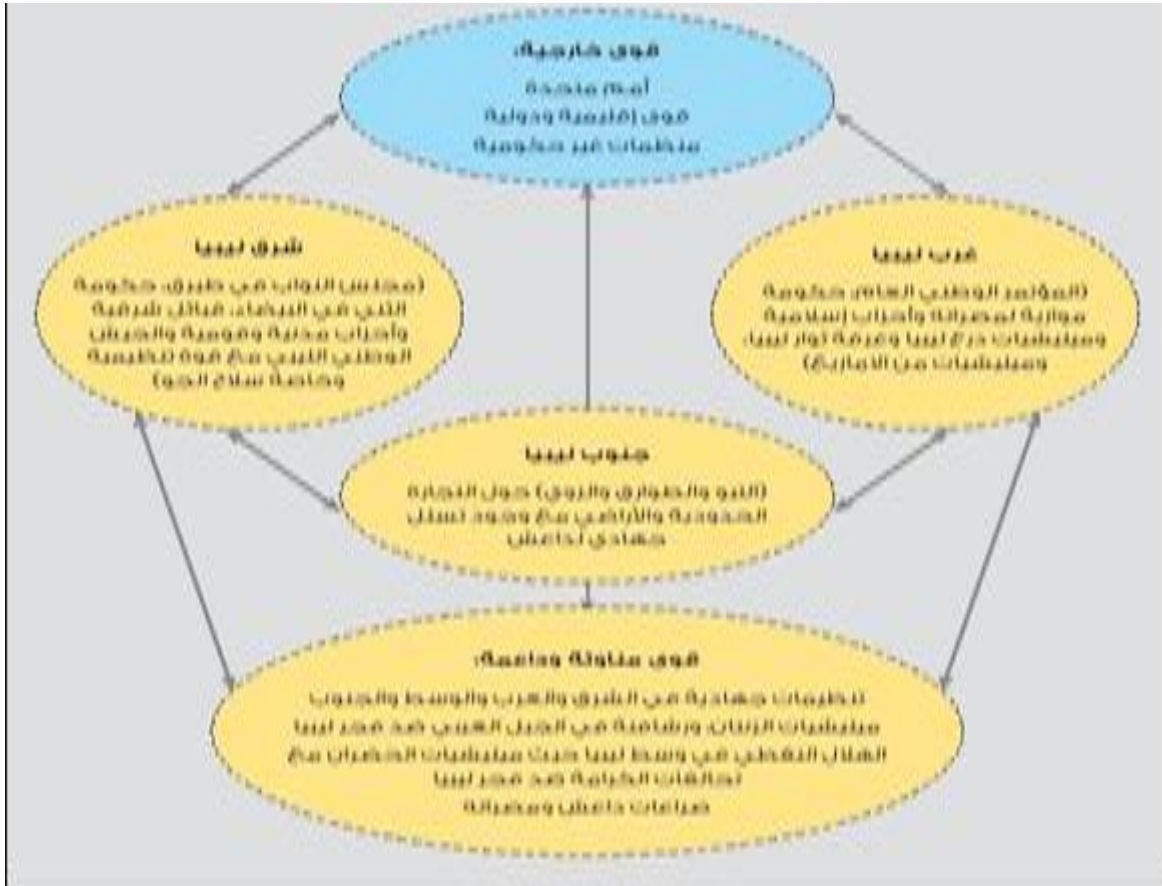 قوى خارجية:
أمم متحدة
قوى إقليمية ودولية
منظمات غير حكومية
غرب ليبيا
(المؤتمر الوطني العام، حكومة
موازية لمصراتة وأحزاب إسلامية
وميليشيات درع ليبيا وغرفة ثوار ليبيا،
وميليشيات من الامازيغ)
شرق ليبيا
(مجلس النواب في طبرق، حكومة
الثني في البيضاء، قبائل شرقية
وأحزاب مدنية وقومية والجيش
الوطني الليبي مع قوة تنظيمية
وخاصة سلاح الجو)
جنوب ليبيا
(التبو والطوارق والزوي) حول التجارة
الحدودية والأراضي مع وجود تسلل
جهادي لداعش
قوى مناوئة وداعمة:
تنظيمات جهادية في الشرق والغرب والوسط والجنوب
ميليشيات الزنتان، ورشفانة في الجبل الغربي ضد فجر ليبيا
الهلال النفطي في وسط ليبيا حيث ميليشيات الجضران مع
تحالفات الكرامة ضد فجر ليبيا
صراعات داعش ومصراتة